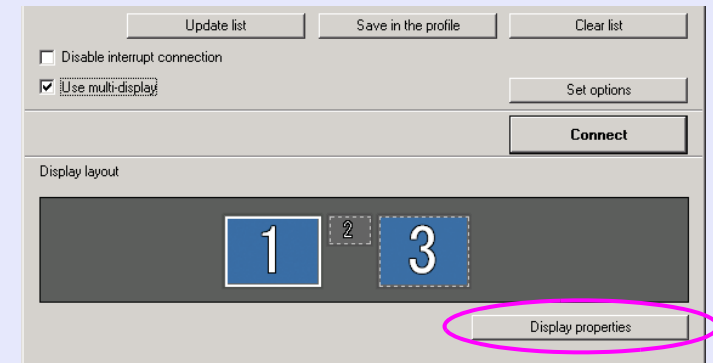 Update list Save in the profile Clear list
Disable interrupt connection
Use multi-display Set options
Connect
Display layout
1 2 3
Display properties